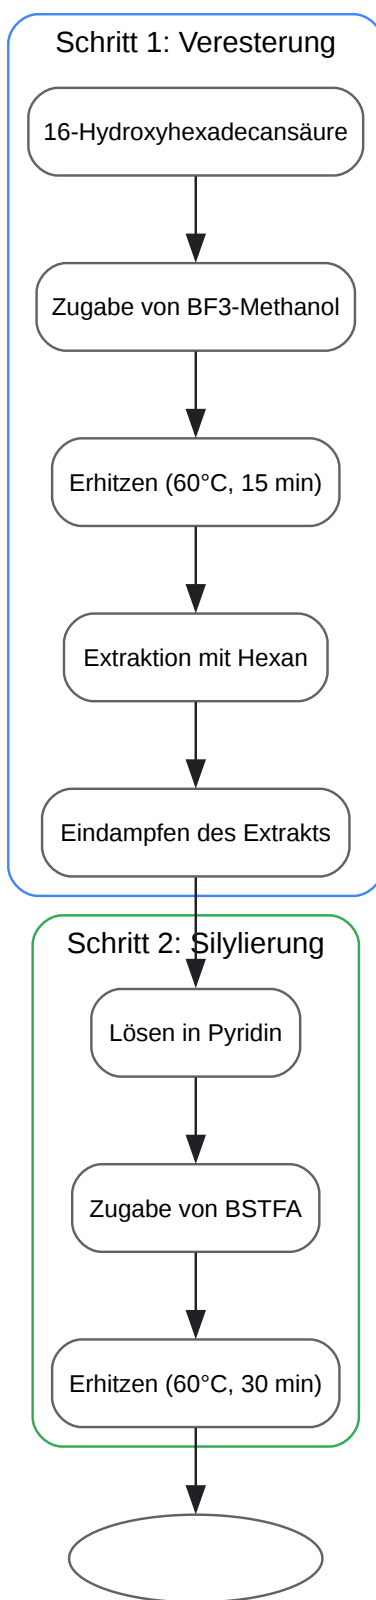 Schritt 1: Veresterung
16-Hydroxyhexadecansäure
Zugabe von BF3-Methanol
Erhitzen (60°C, 15 min)
Extraktion mit Hexan
Eindampfen des Extrakts
Schritt 2: Silylierung
Lösen in Pyridin
Zugabe von BSTFA
Erhitzen (60°C, 30 min)